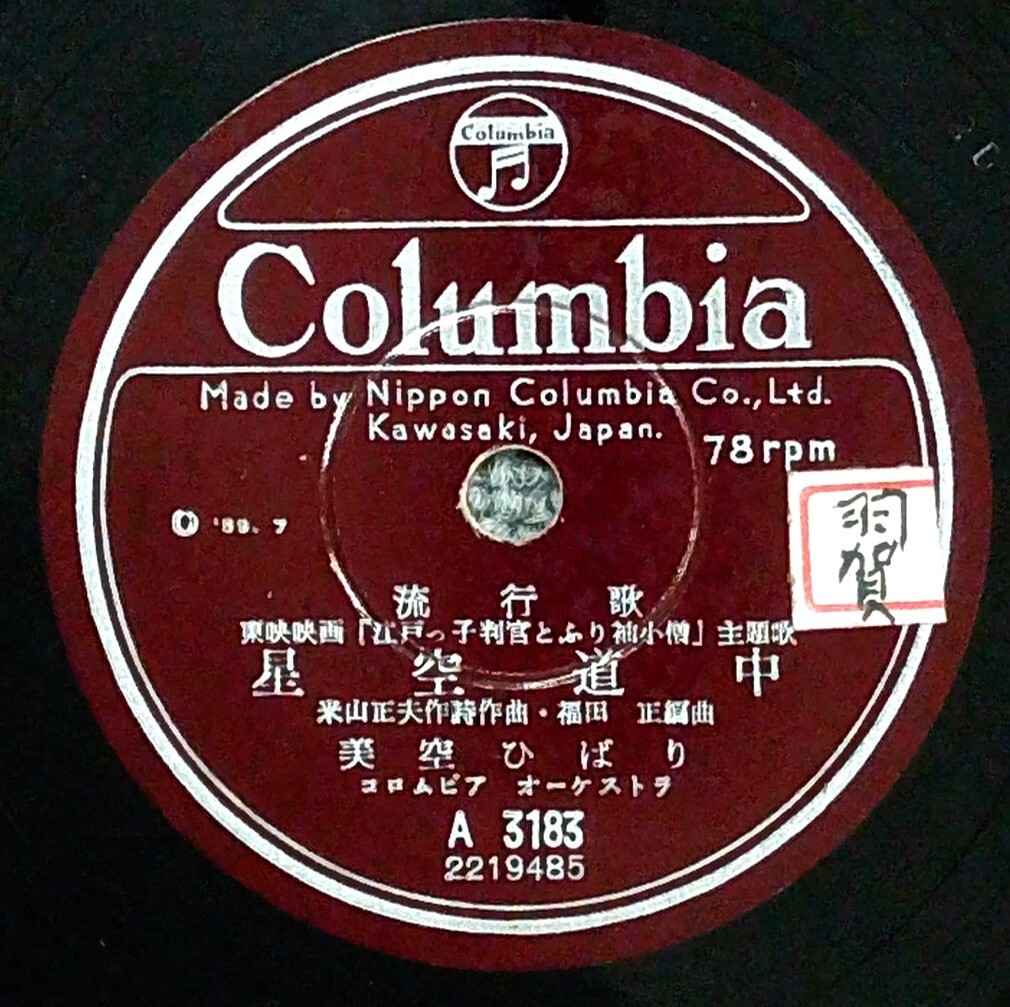 Columbia
Columbia
Made by Nippon Columbia Co.,Ltd.
Kawasaki, Japan.
78rpm
羽賀
'59. 7
流行歌
東映映画「江戸っ子判官とふり袖小僧」主題歌
星空道中
米山正夫作詩作曲・福田 正編曲
美空ひばり
コロムビア オーケストラ
A 3183
2219485